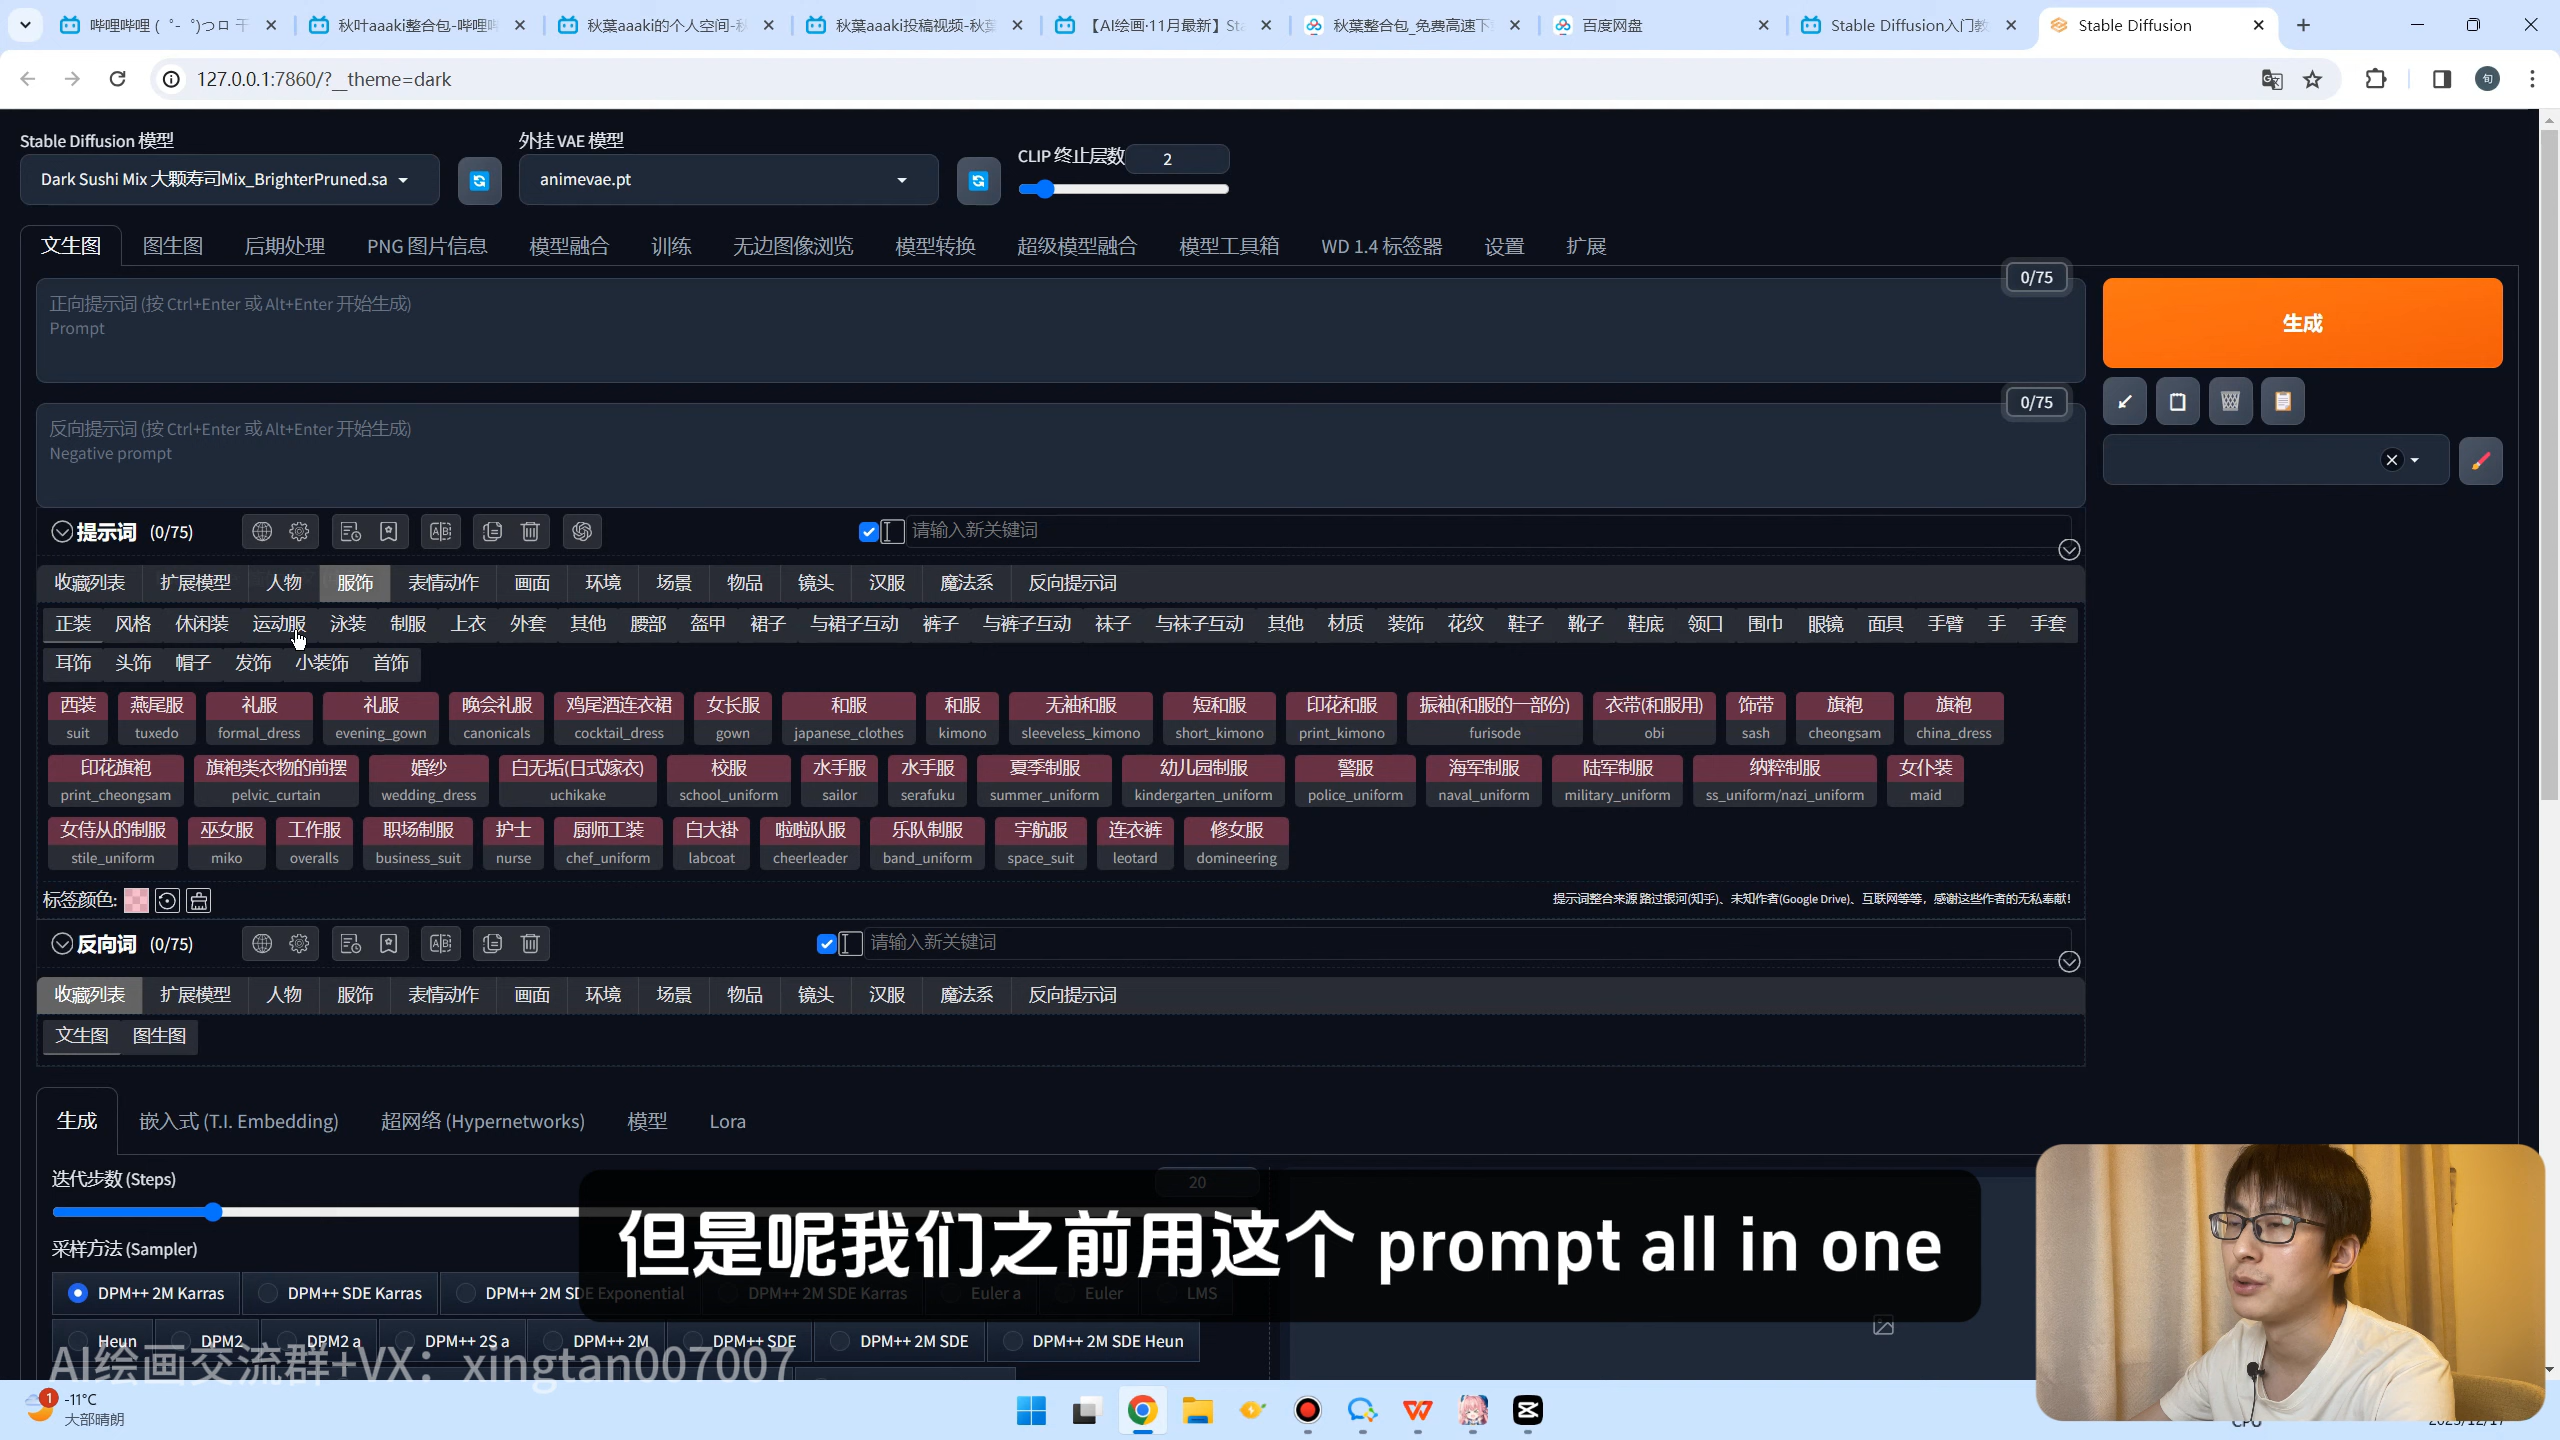 哔哩哔哩 (゜-゜)つロ 干
秋叶aaaki整合包-哔哩哔
秋葉aaaki的个人空间-秋
秋葉aaaki投稿视频-秋葉
【AI绘画·11月最新】Sta
秋葉整合包_免费高速下
百度网盘
Stable Diffusion入门教
Stable Diffusion
127.0.0.1:7860/?__theme=dark
Stable Diffusion 模型
外挂 VAE 模型
CLIP 终止层数
2
Dark Sushi Mix 大颗寿司Mix_BrighterPruned.sa
animevae.pt
文生图 图生图 后期处理 PNG 图片信息 模型融合 训练 无边图像浏览 模型转换 超级模型融合 模型工具箱 WD 1.4 标签器 设置 扩展
0/75
正向提示词 (按 Ctrl+Enter 或 Alt+Enter 开始生成)
Prompt
生成
0/75
反向提示词 (按 Ctrl+Enter 或 Alt+Enter 开始生成)
Negative prompt
提示词 (0/75) 请输入新关键词
收藏列表 扩展模型 人物 服饰 表情动作 画面 环境 场景 物品 镜头 汉服 魔法系 反向提示词
正装 风格 休闲装 运动服 泳装 制服 上衣 外套 其他 腰部 盔甲 裙子 与裙子互动 裤子 与裤子互动 袜子 与袜子互动 其他 材质 装饰 花纹 鞋子 靴子 鞋底 领口 围巾 眼镜 面具 手臂 手 手套
耳饰 头饰 帽子 发饰 小装饰 首饰
西装 燕尾服 礼服 礼服 晚会礼服 鸡尾酒连衣裙 女长服 和服 和服 无袖和服 短和服 印花和服 振袖(和服的一部份) 衣带(和服用) 饰带 旗袍 旗袍
suit tuxedo formal_dress evening_gown canonicals cocktail_dress gown japanese_clothes kimono sleeveless_kimono short_kimono print_kimono furisode obi sash cheongsam china_dress
印花旗袍 旗袍类衣物的前摆 婚纱 白无垢(日式嫁衣) 校服 水手服 水手服 夏季制服 幼儿园制服 警服 海军制服 陆军制服 纳粹制服 女仆装
print_cheongsam pelvic_curtain wedding_dress uchikake school_uniform sailor serafuku summer_uniform kindergarten_uniform police_uniform naval_uniform military_uniform ss_uniform/nazi_uniform maid
女侍从的制服 巫女服 工作服 职场制服 护士 厨师工装 白大褂 啦啦队服 乐队制服 宇航服 连衣裤 修女服
stile_uniform miko overalls business_suit nurse chef_uniform labcoat cheerleader band_uniform space_suit leotard domineering
标签颜色:
提示词整合来源 路过银河(知乎)、未知作者(Google Drive)、互联网等等，感谢这些作者的无私奉献！
反向词 (0/75) 请输入新关键词
收藏列表 扩展模型 人物 服饰 表情动作 画面 环境 场景 物品 镜头 汉服 魔法系 反向提示词
文生图 图生图
生成 嵌入式 (T.I. Embedding) 超网络 (Hypernetworks) 模型 Lora
迭代步数 (Steps)
20
但是呢我们之前用这个 prompt all in one
采样方法 (Sampler)
DPM++ 2M Karras DPM++ SDE Karras DPM++ 2M SDE Exponential DPM++ 2M SDE Karras Euler a Euler LMS
Heun DPM2 DPM2 a DPM++ 2S a DPM++ 2M DPM++ SDE DPM++ 2M SDE DPM++ 2M SDE Heun
AI绘画交流群+VX：xingtan007007
1
-11°C
大部晴朗